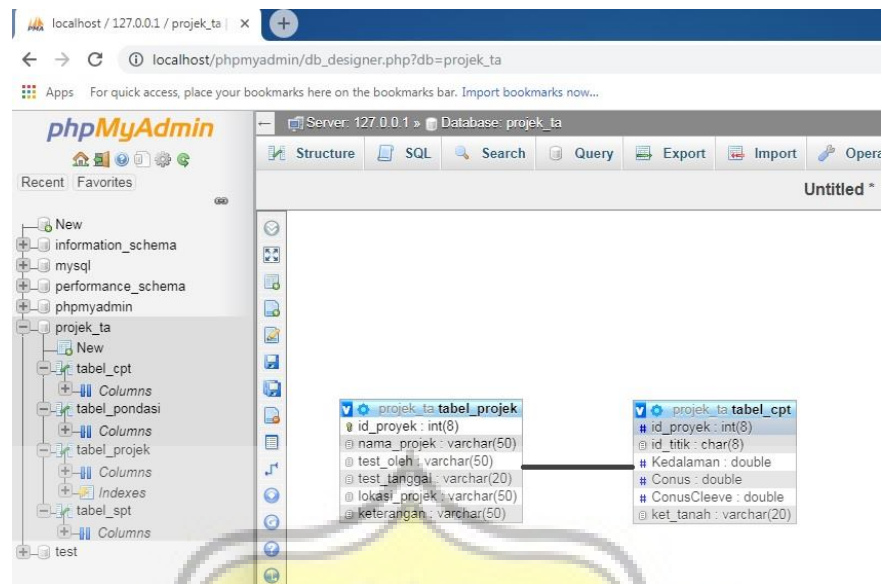 localhost / 127.0.0.1 / projek_ta |
localhost/phpmyadmin/db_designer.php?db=projek_ta
Apps For quick access, place your bookmarks here on the bookmarks bar. Import bookmarks now...
phpMyAdmin
Recent Favorites
New
information_schema
mysql
performance_schema
phpmyadmin
projek_ta
New
tabel_cpt
Columns
tabel_pondasi
Columns
tabel_projek
Columns
Indexes
tabel_spt
Columns
test
Server: 127.0.0.1 » Database: projek_ta
Structure SQL Search Query Export Import Opera
Untitled *
projek_ta tabel_projek
id_proyek : int(8)
nama_projek : varchar(50)
test_oleh : varchar(50)
test_tanggal : varchar(20)
lokasi_projek : varchar(50)
keterangan : varchar(50)
projek_ta tabel_cpt
# id_proyek : int(8)
id_titik : char(8)
# Kedalaman : double
# Conus : double
# ConusCleeve : double
ket_tanah : varchar(20)